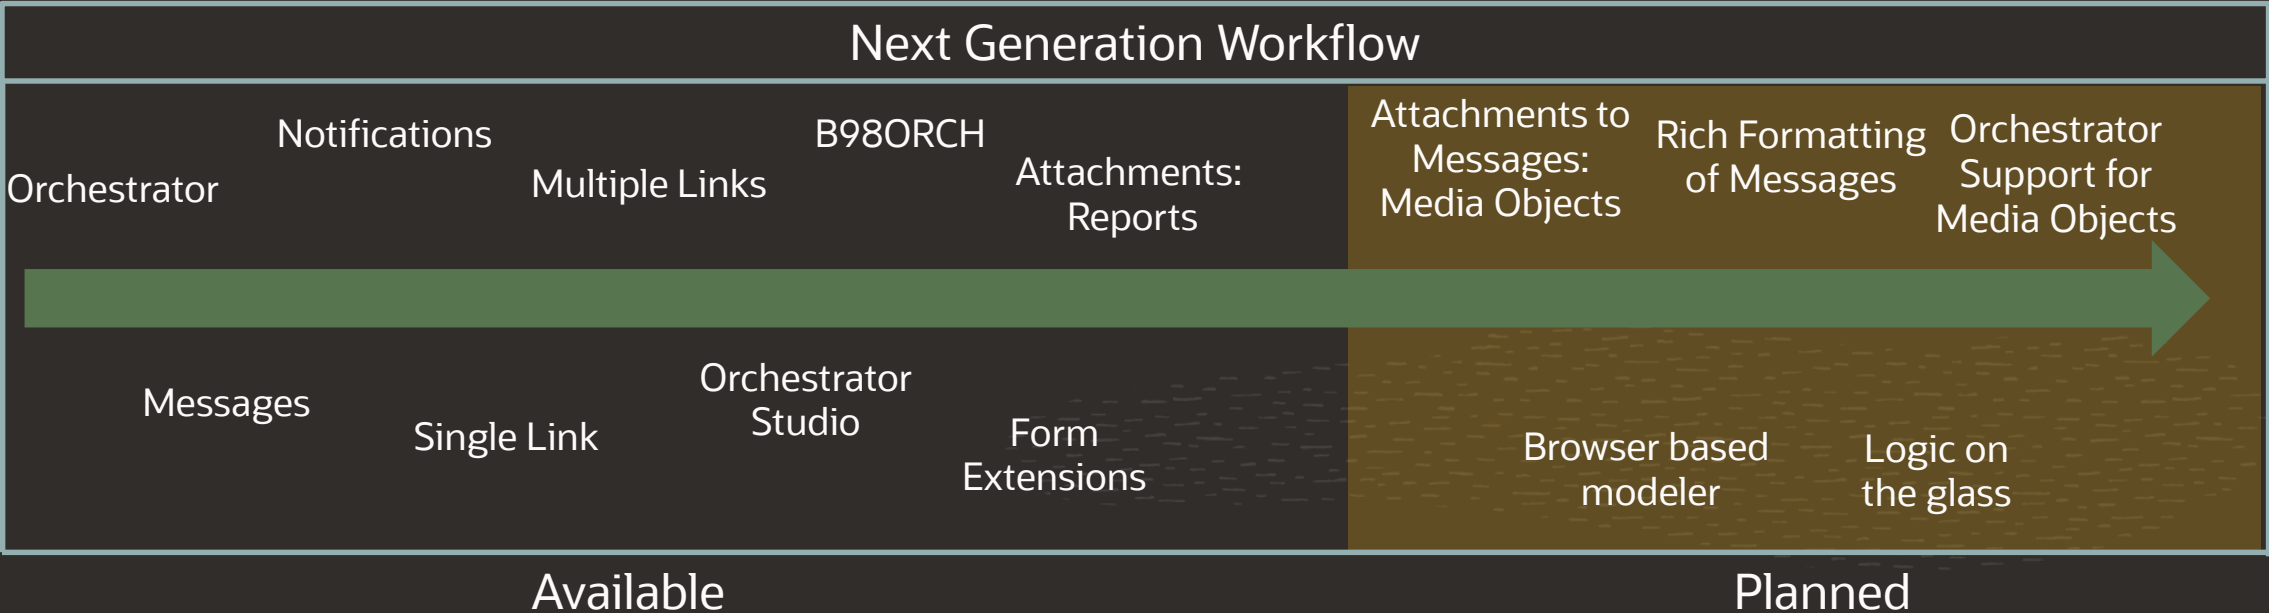 Next Generation Workflow
Orchestrator
Notifications
Multiple Links
B98ORCH
Attachments:
Reports
Attachments to
Messages:
Media Objects
Rich Formatting
of Messages
Orchestrator
Support for
Media Objects
Messages
Single Link
Orchestrator
Studio
Form
Extensions
Browser based
modeler
Logic on
the glass
Available
Planned